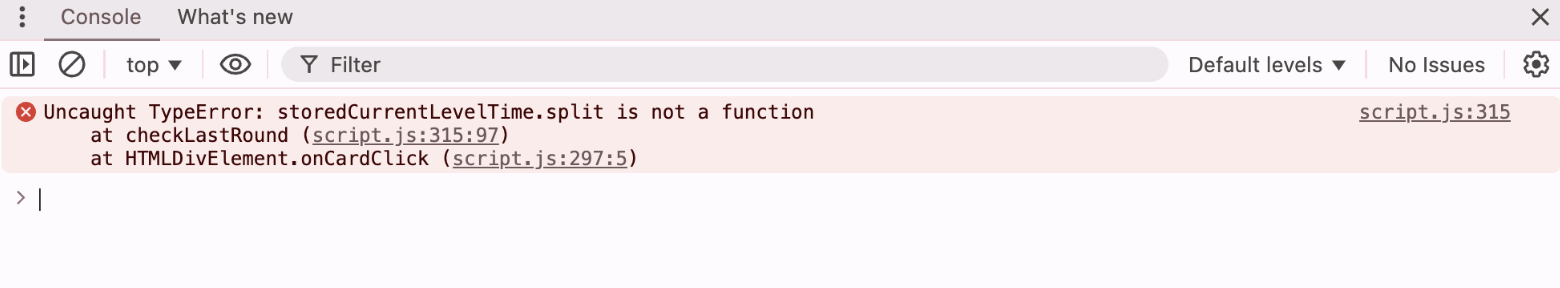 Console What's new
top Filter Default levels No Issues
Uncaught TypeError: storedCurrentLevelTime.split is not a function script.js:315
at checkLastRound (script.js:315:97)
at HTMLDivElement.onCardClick (script.js:297:5)